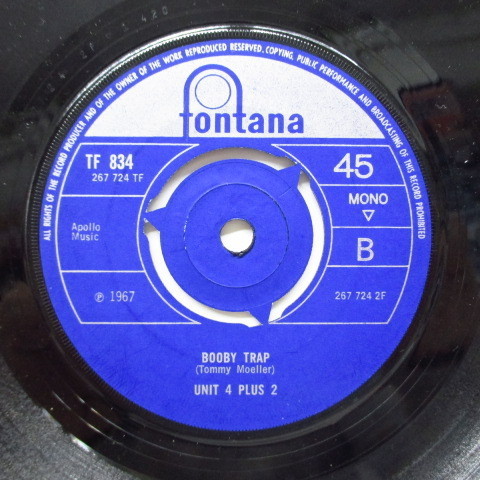 ALL RIGHTS OF THE RECORD PRODUCER AND OF THE OWNER OF THE WORK REPRODUCED RESERVED. COPYING, PUBLIC PERFORMANCE AND BROADCASTING OF THIS RECORD PROHIBITED
fontana
TF 834
267 724 TF
45
MONO
B
Apollo
Music
℗ 1967
267 724 2F
BOOBY TRAP
(Tommy Moeller)
UNIT 4 PLUS 2